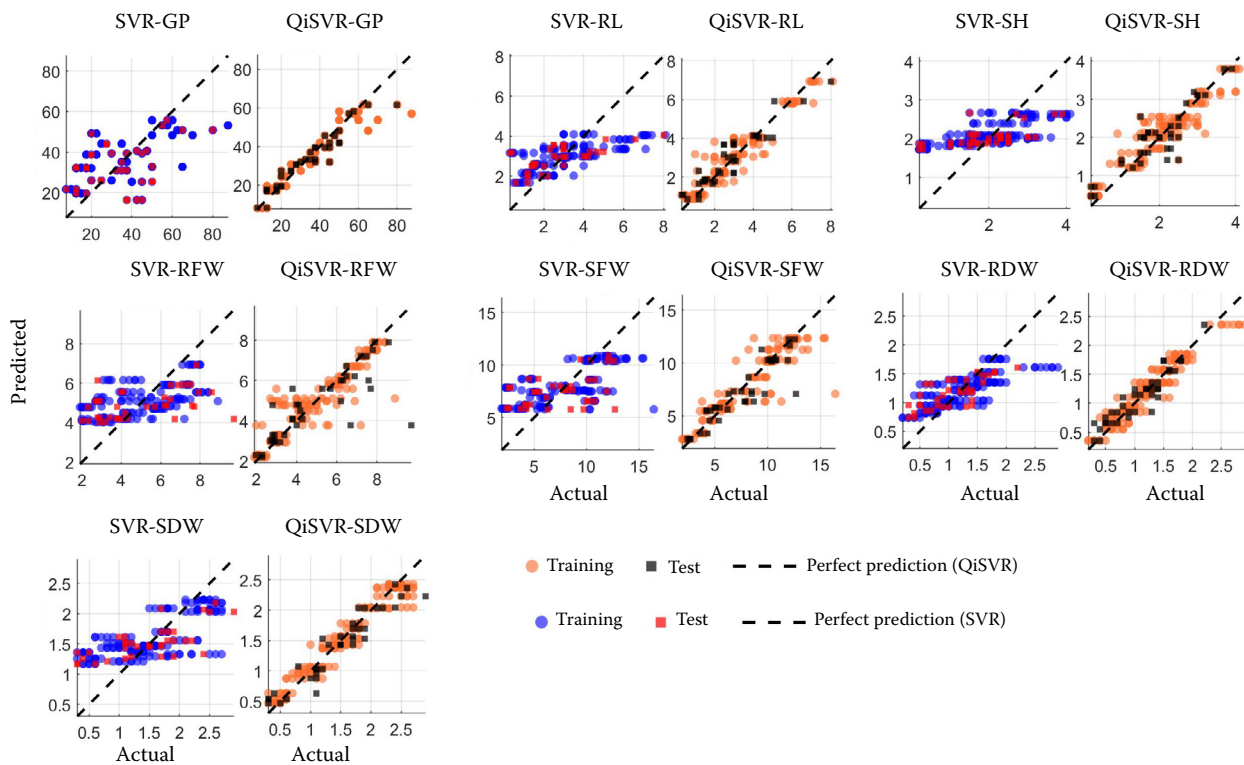 SVR-GP QiSVR-GP SVR-RL QiSVR-RL SVR-SH QiSVR-SH
80 80 8 8 4 4
60 60 6 6 3 3
40 40 4 4 2 2
20 20 2 2 1 1
20 40 60 80 20 40 60 80 2 4 6 8 2 4 6 8 2 4 2 4
SVR-RFW QiSVR-RFW SVR-SFW QiSVR-SFW SVR-RDW QiSVR-RDW
Predicted
8 8 15 15 2.5 2.5
6 6 10 10 2 2
4 4 5 5 1.5 1.5
2 2 1 1
0.5 0.5
2 4 6 8 2 4 6 8 5 10 15 5 10 15 0.5 1 1.5 2 2.5 0.5 1 1.5 2 2.5
Actual Actual Actual Actual
SVR-SDW QiSVR-SDW
2.5 2.5
2 2
1.5 1.5
1 1
0.5 0.5
0.5 1 1.5 2 2.5 0.5 1 1.5 2 2.5
Actual Actual
Training Test Perfect prediction (QiSVR)
Training Test Perfect prediction (SVR)